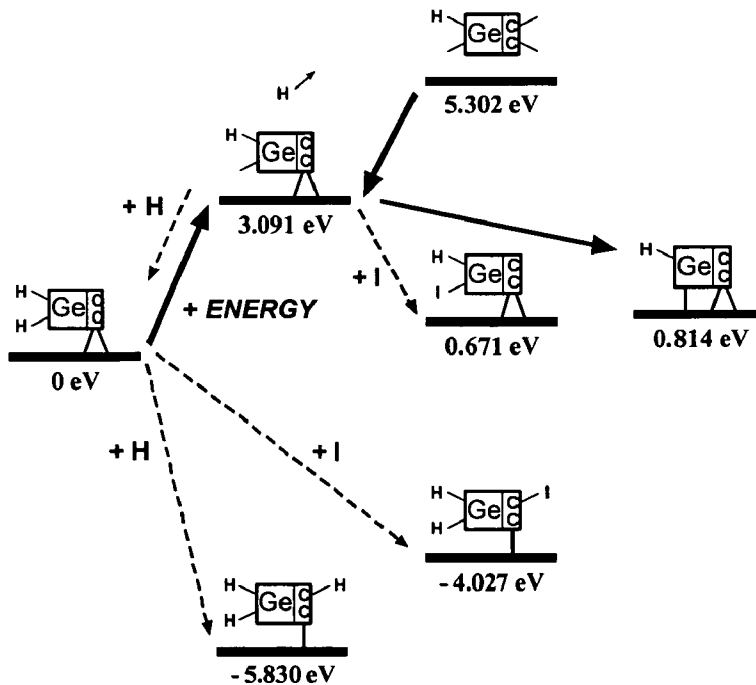 H
Ge C C
5.302 eV
H
H
Ge C C
3.091 eV
+ H
+ ENERGY
H
H
Ge C C
0 eV
+ I
H
I
Ge C C
0.671 eV
H
Ge C C
0.814 eV
+ H
+ I
H
H
Ge C C
I
- 4.027 eV
H
H
Ge C C
H
- 5.830 eV